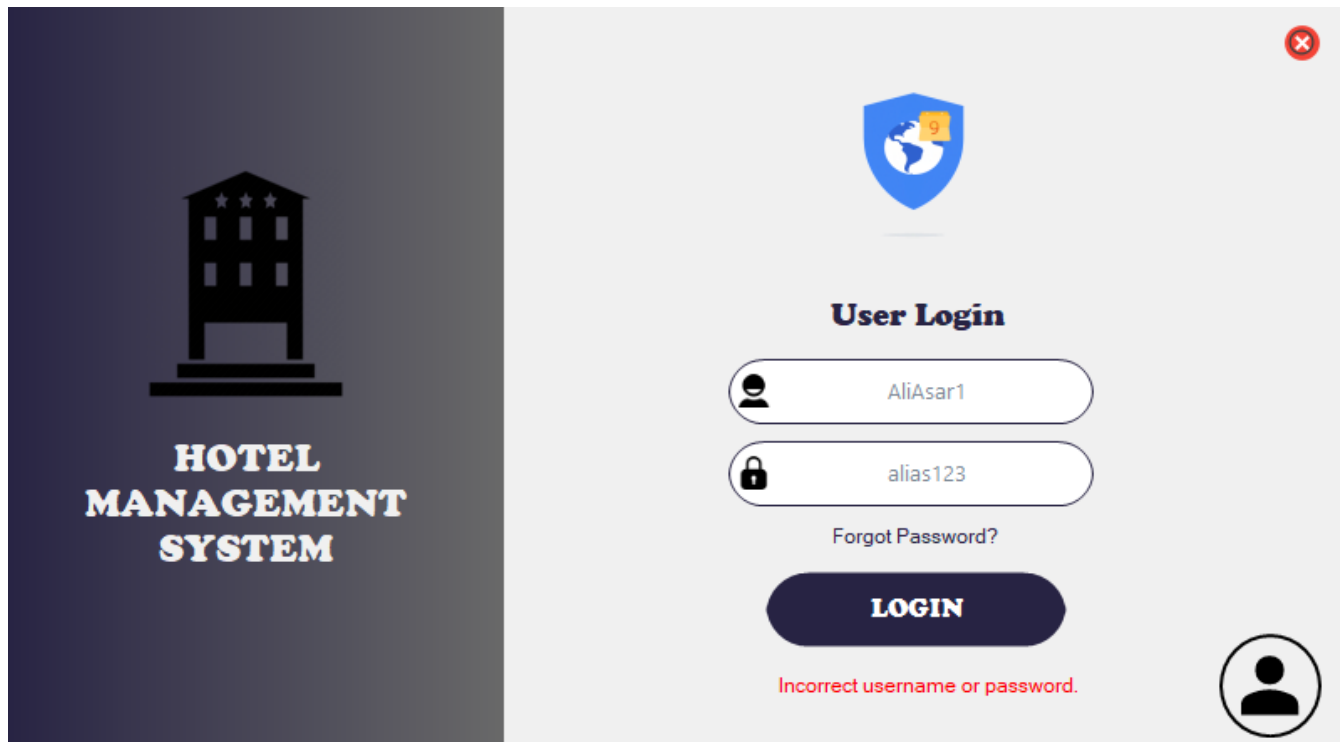 HOTEL
MANAGEMENT
SYSTEM
9
User Login
AliAsar1
alias123
Forgot Password?
LOGIN
Incorrect username or password.